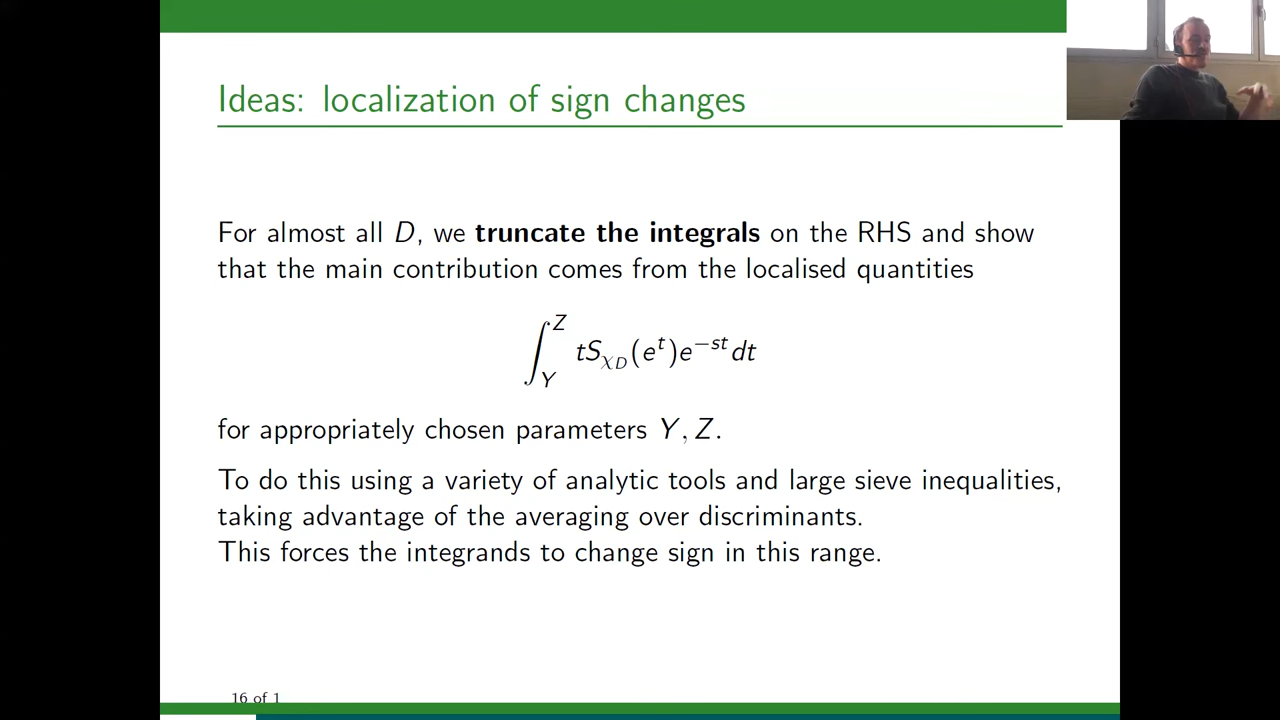 Ideas: localization of sign changes
For almost all D, we truncate the integrals on the RHS and show
that the main contribution comes from the localised quantities
∫_Y^Z tS_{χ_D}(e^t)e^{−st}dt
for appropriately chosen parameters Y, Z.
To do this using a variety of analytic tools and large sieve inequalities,
taking advantage of the averaging over discriminants.
This forces the integrands to change sign in this range.
16 of 1